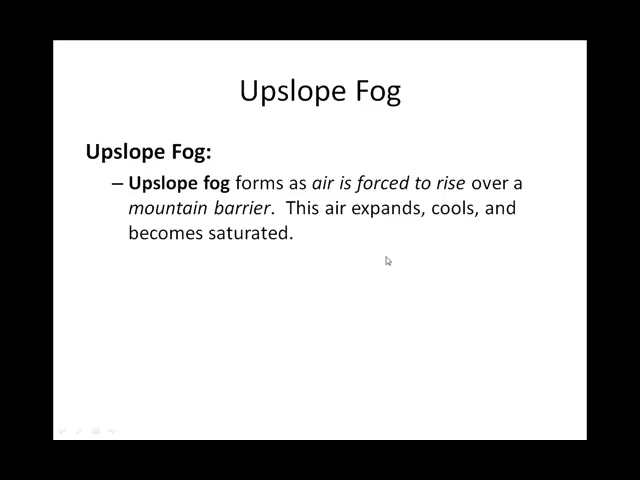 Upslope Fog
Upslope Fog:
– Upslope fog forms as air is forced to rise over a
mountain barrier. This air expands, cools, and
becomes saturated.